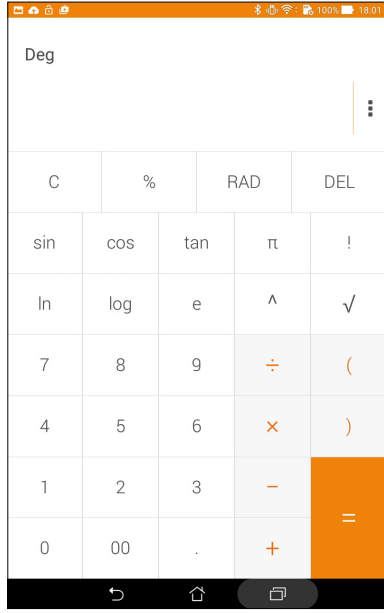 100% 18:01
Deg
C % RAD DEL
sin cos tan π !
ln log e ^ √
7 8 9 ÷ (
4 5 6 × )
1 2 3 −
=
0 00 . +